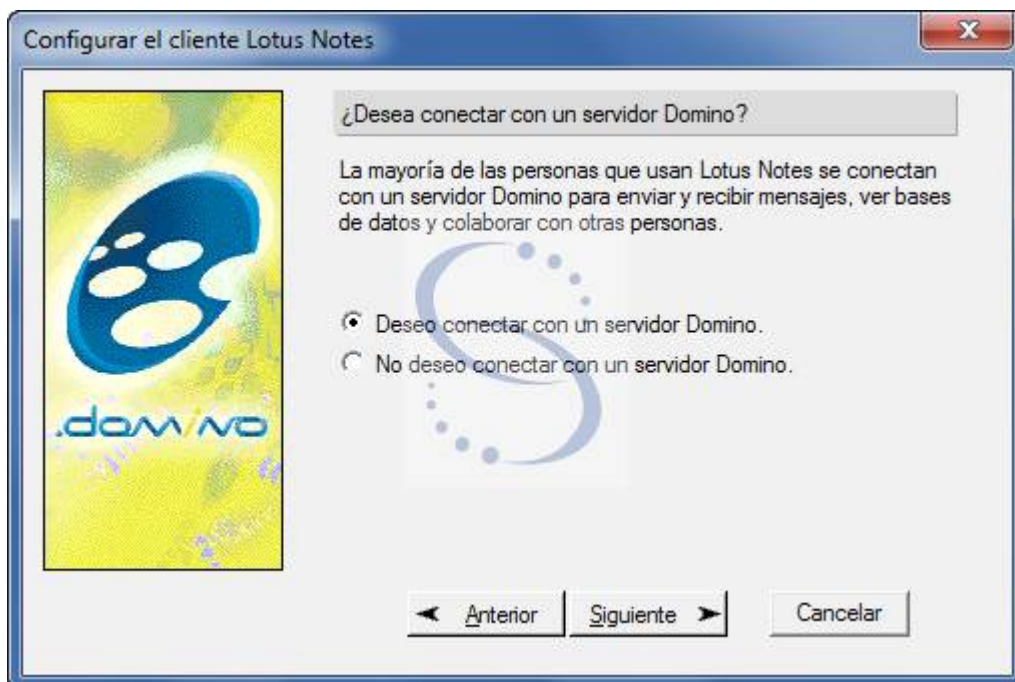 Configurar el cliente Lotus Notes
¿Desea conectar con un servidor Domino?
La mayoría de las personas que usan Lotus Notes se conectan
con un servidor Domino para enviar y recibir mensajes, ver bases
de datos y colaborar con otras personas.
Deseo conectar con un servidor Domino.
No deseo conectar con un servidor Domino.
.domino
Anterior Siguiente Cancelar